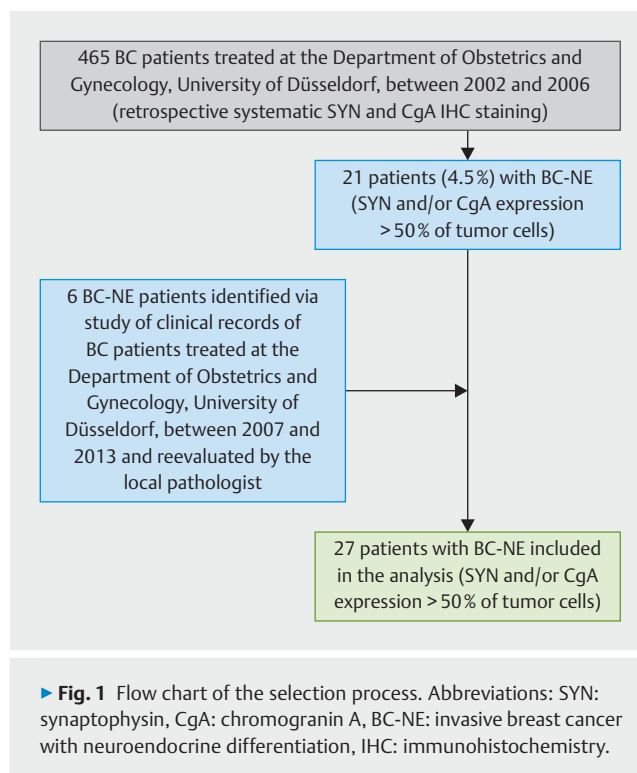 465 BC patients treated at the Department of Obstetrics and
Gynecology, University of Düsseldorf, between 2002 and 2006
(retrospective systematic SYN and CgA IHC staining)
21 patients (4.5 %) with BC-NE
(SYN and/or CgA expression
> 50 % of tumor cells)
6 BC-NE patients identified via
study of clinical records of
BC patients treated at the
Department of Obstetrics and
Gynecology, University of
Düsseldorf, between 2007 and
2013 and reevaluated by the
local pathologist
27 patients with BC-NE included
in the analysis (SYN and/or CgA
expression > 50 % of tumor cells)
▶ Fig. 1 Flow chart of the selection process. Abbreviations: SYN:
synaptophysin, CgA: chromogranin A, BC-NE: invasive breast cancer
with neuroendocrine differentiation, IHC: immunohistochemistry.